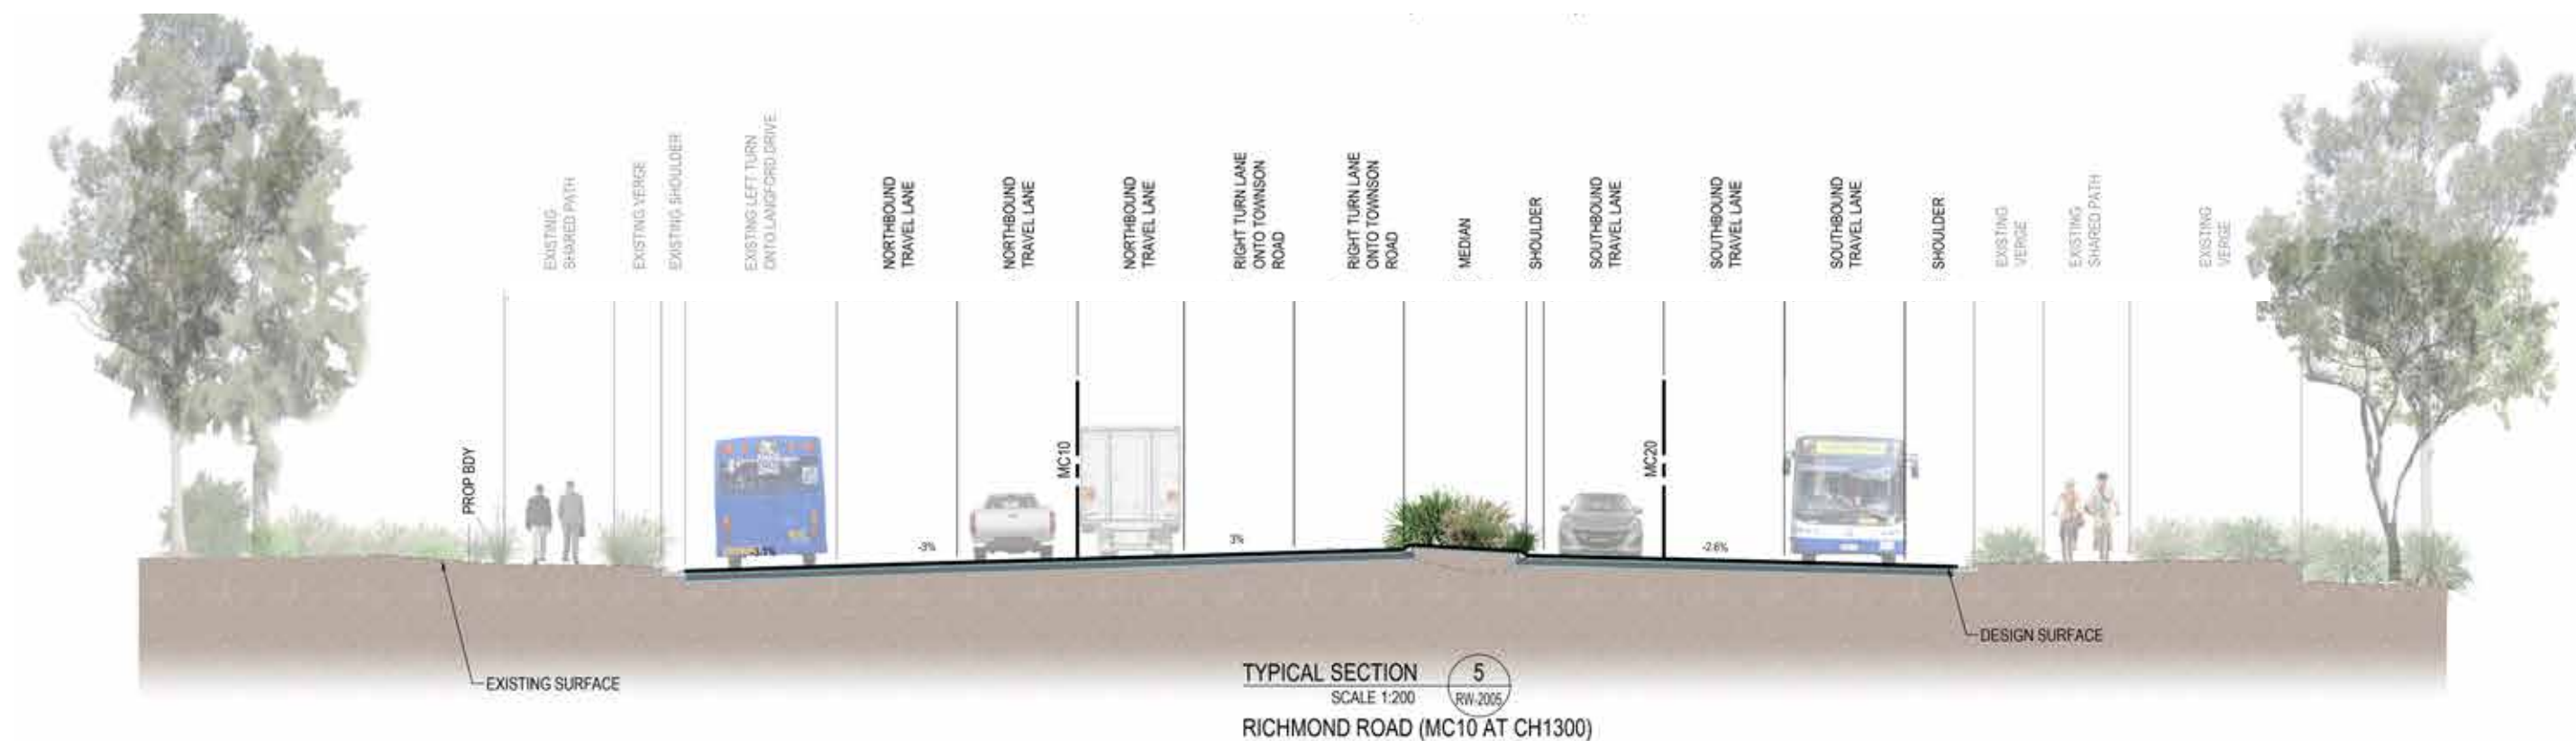 EXISTING
SHARED PATH
EXISTING VERGE
EXISTING SHOULDER
EXISTING LEFT TURN
ONTO LANGFORD DRIVE
NORTHBOUND
TRAVEL LANE
NORTHBOUND
TRAVEL LANE
NORTHBOUND
TRAVEL LANE
RIGHT TURN LANE
ONTO TOWNSON
ROAD
RIGHT TURN LANE
ONTO TOWNSON
ROAD
MEDIAN
SHOULDER
SOUTHBOUND
TRAVEL LANE
SOUTHBOUND
TRAVEL LANE
SOUTHBOUND
TRAVEL LANE
SHOULDER
EXISTING
VERGE
EXISTING
SHARED PATH
EXISTING
VERGE
PROP BDY
MC10
MC20
-3.1%
-3%
3%
-2.6%
EXISTING SURFACE
DESIGN SURFACE
TYPICAL SECTION
5
SCALE 1:200
RW-2005
RICHMOND ROAD (MC10 AT CH1300)